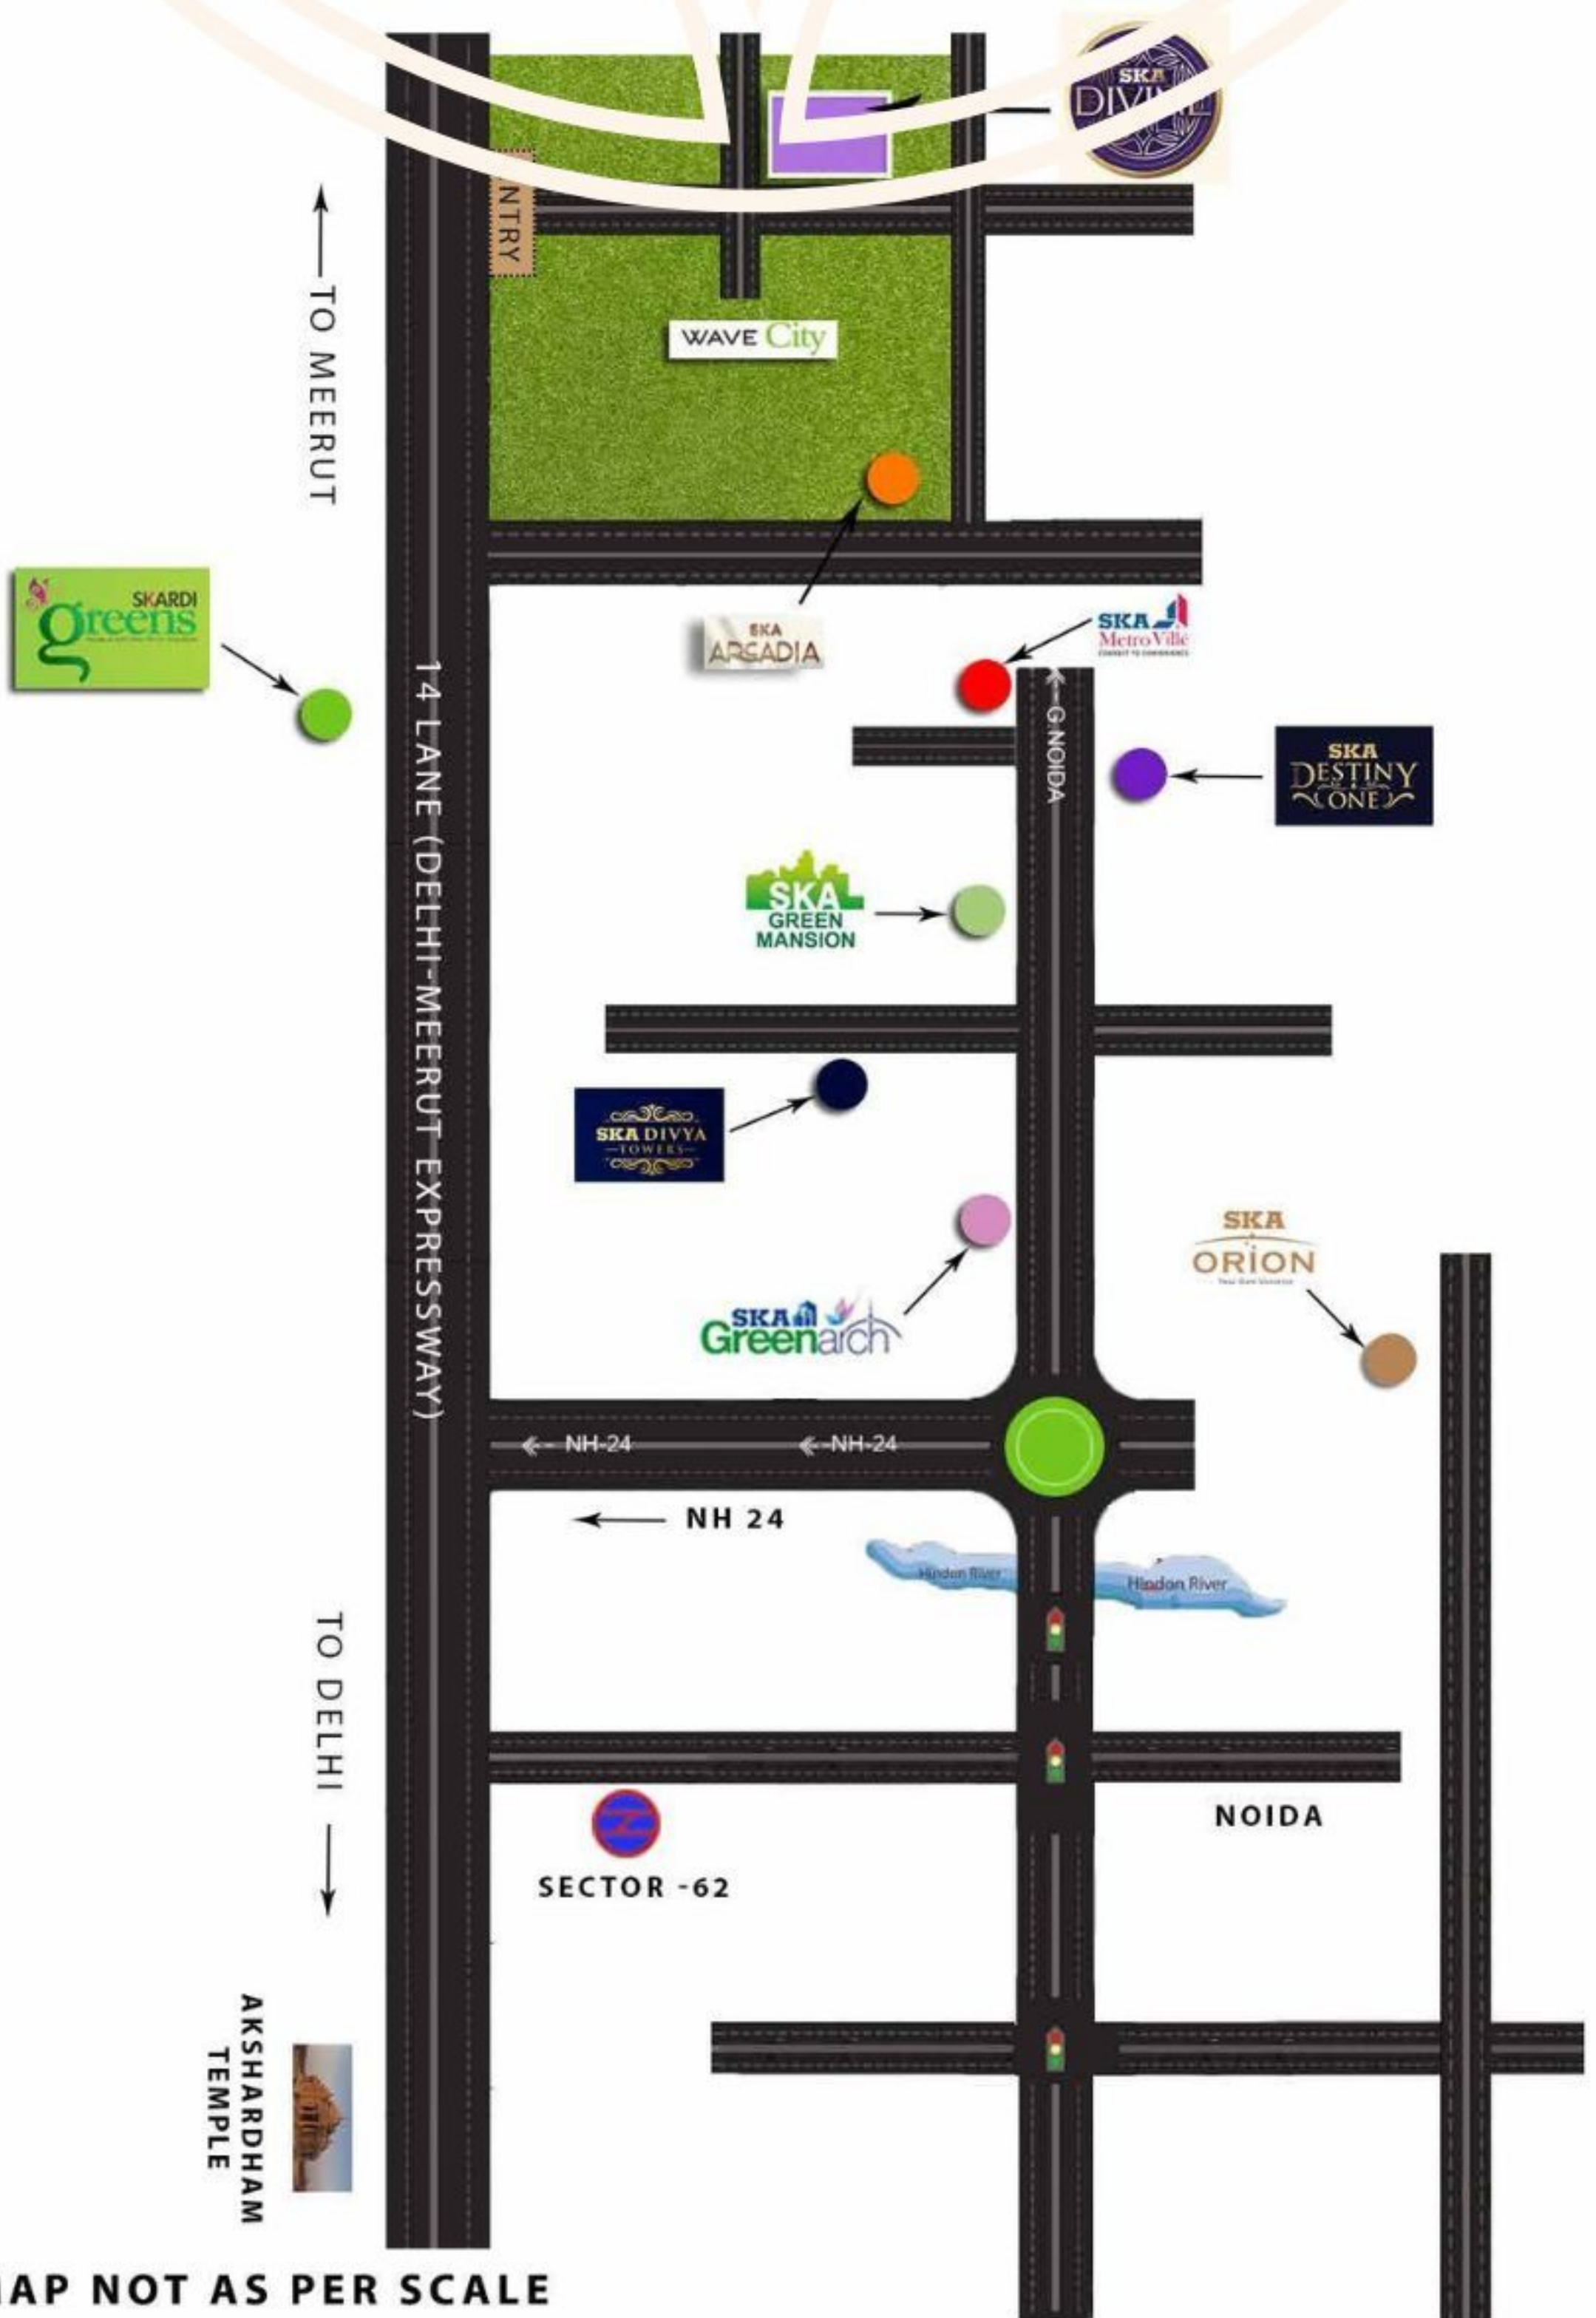 SKA
DIVINE
NTRY
TO MEERUT
WAVE City
SKARDI
greens
SKA
ARCADIA
SKA
Metro Ville
G.NOIDA
SKA
DESTINY
ONE
14 LANE (DELHI-MEERUT EXPRESSWAY)
SKA
GREEN
MANSION
SKA DIVYA
TOWERS
SKA
ORION
SKA
Greenarch
NH-24
NH-24
NH 24
Hindon River
Hindon River
TO DELHI
NOIDA
SECTOR -62
AKSHARDHAM
TEMPLE
AP NOT AS PER SCALE